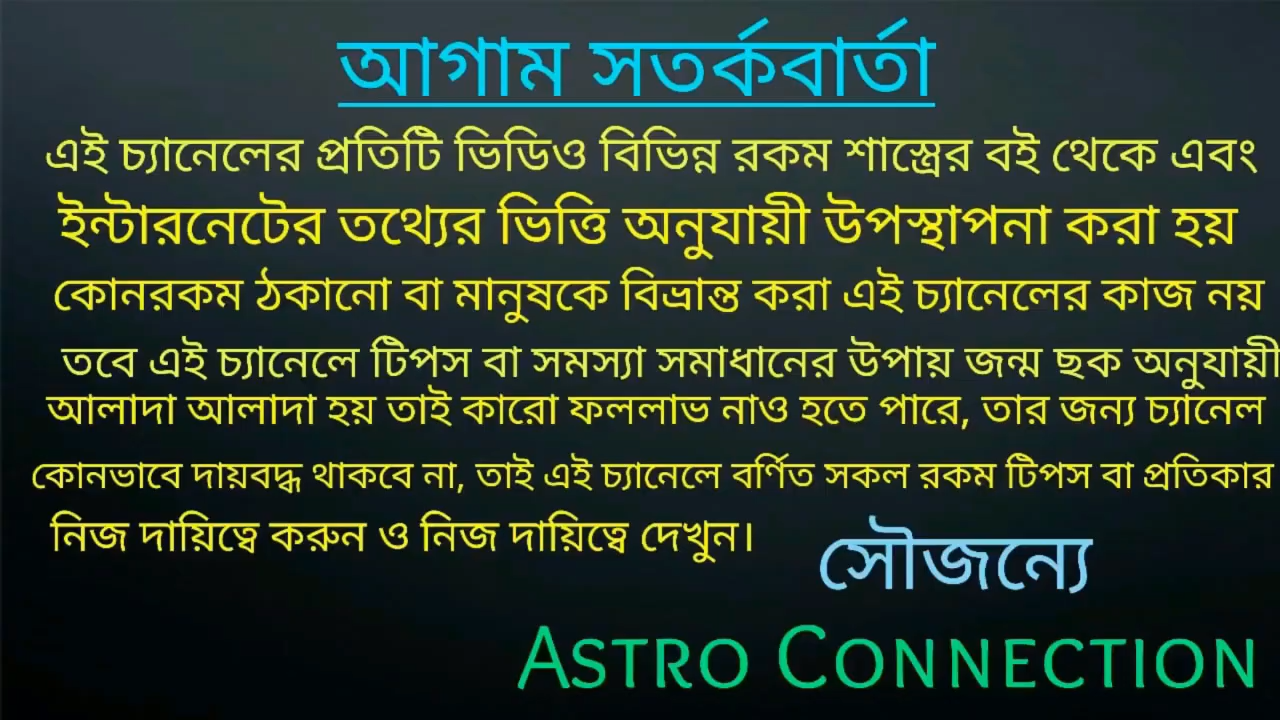 আগাম সতর্কবার্তা
এই চ্যানেলের প্রতিটি ভিডিও বিভিন্ন রকম শাস্ত্রের বই থেকে এবং
ইন্টারনেটের তথ্যের ভিত্তি অনুযায়ী উপস্থাপনা করা হয়
কোনরকম ঠকানো বা মানুষকে বিভ্রান্ত করা এই চ্যানেলের কাজ নয়
তবে এই চ্যানেলে টিপস বা সমস্যা সমাধানের উপায় জন্ম ছক অনুযায়ী
আলাদা আলাদা হয় তাই কারো ফললাভ নাও হতে পারে, তার জন্য চ্যানেল
কোনভাবে দায়বদ্ধ থাকবে না, তাই এই চ্যানেলে বর্ণিত সকল রকম টিপস বা প্রতিকার
নিজ দায়িত্বে করুন ও নিজ দায়িত্বে দেখুন।
সৌজন্যে
ASTRO CONNECTION